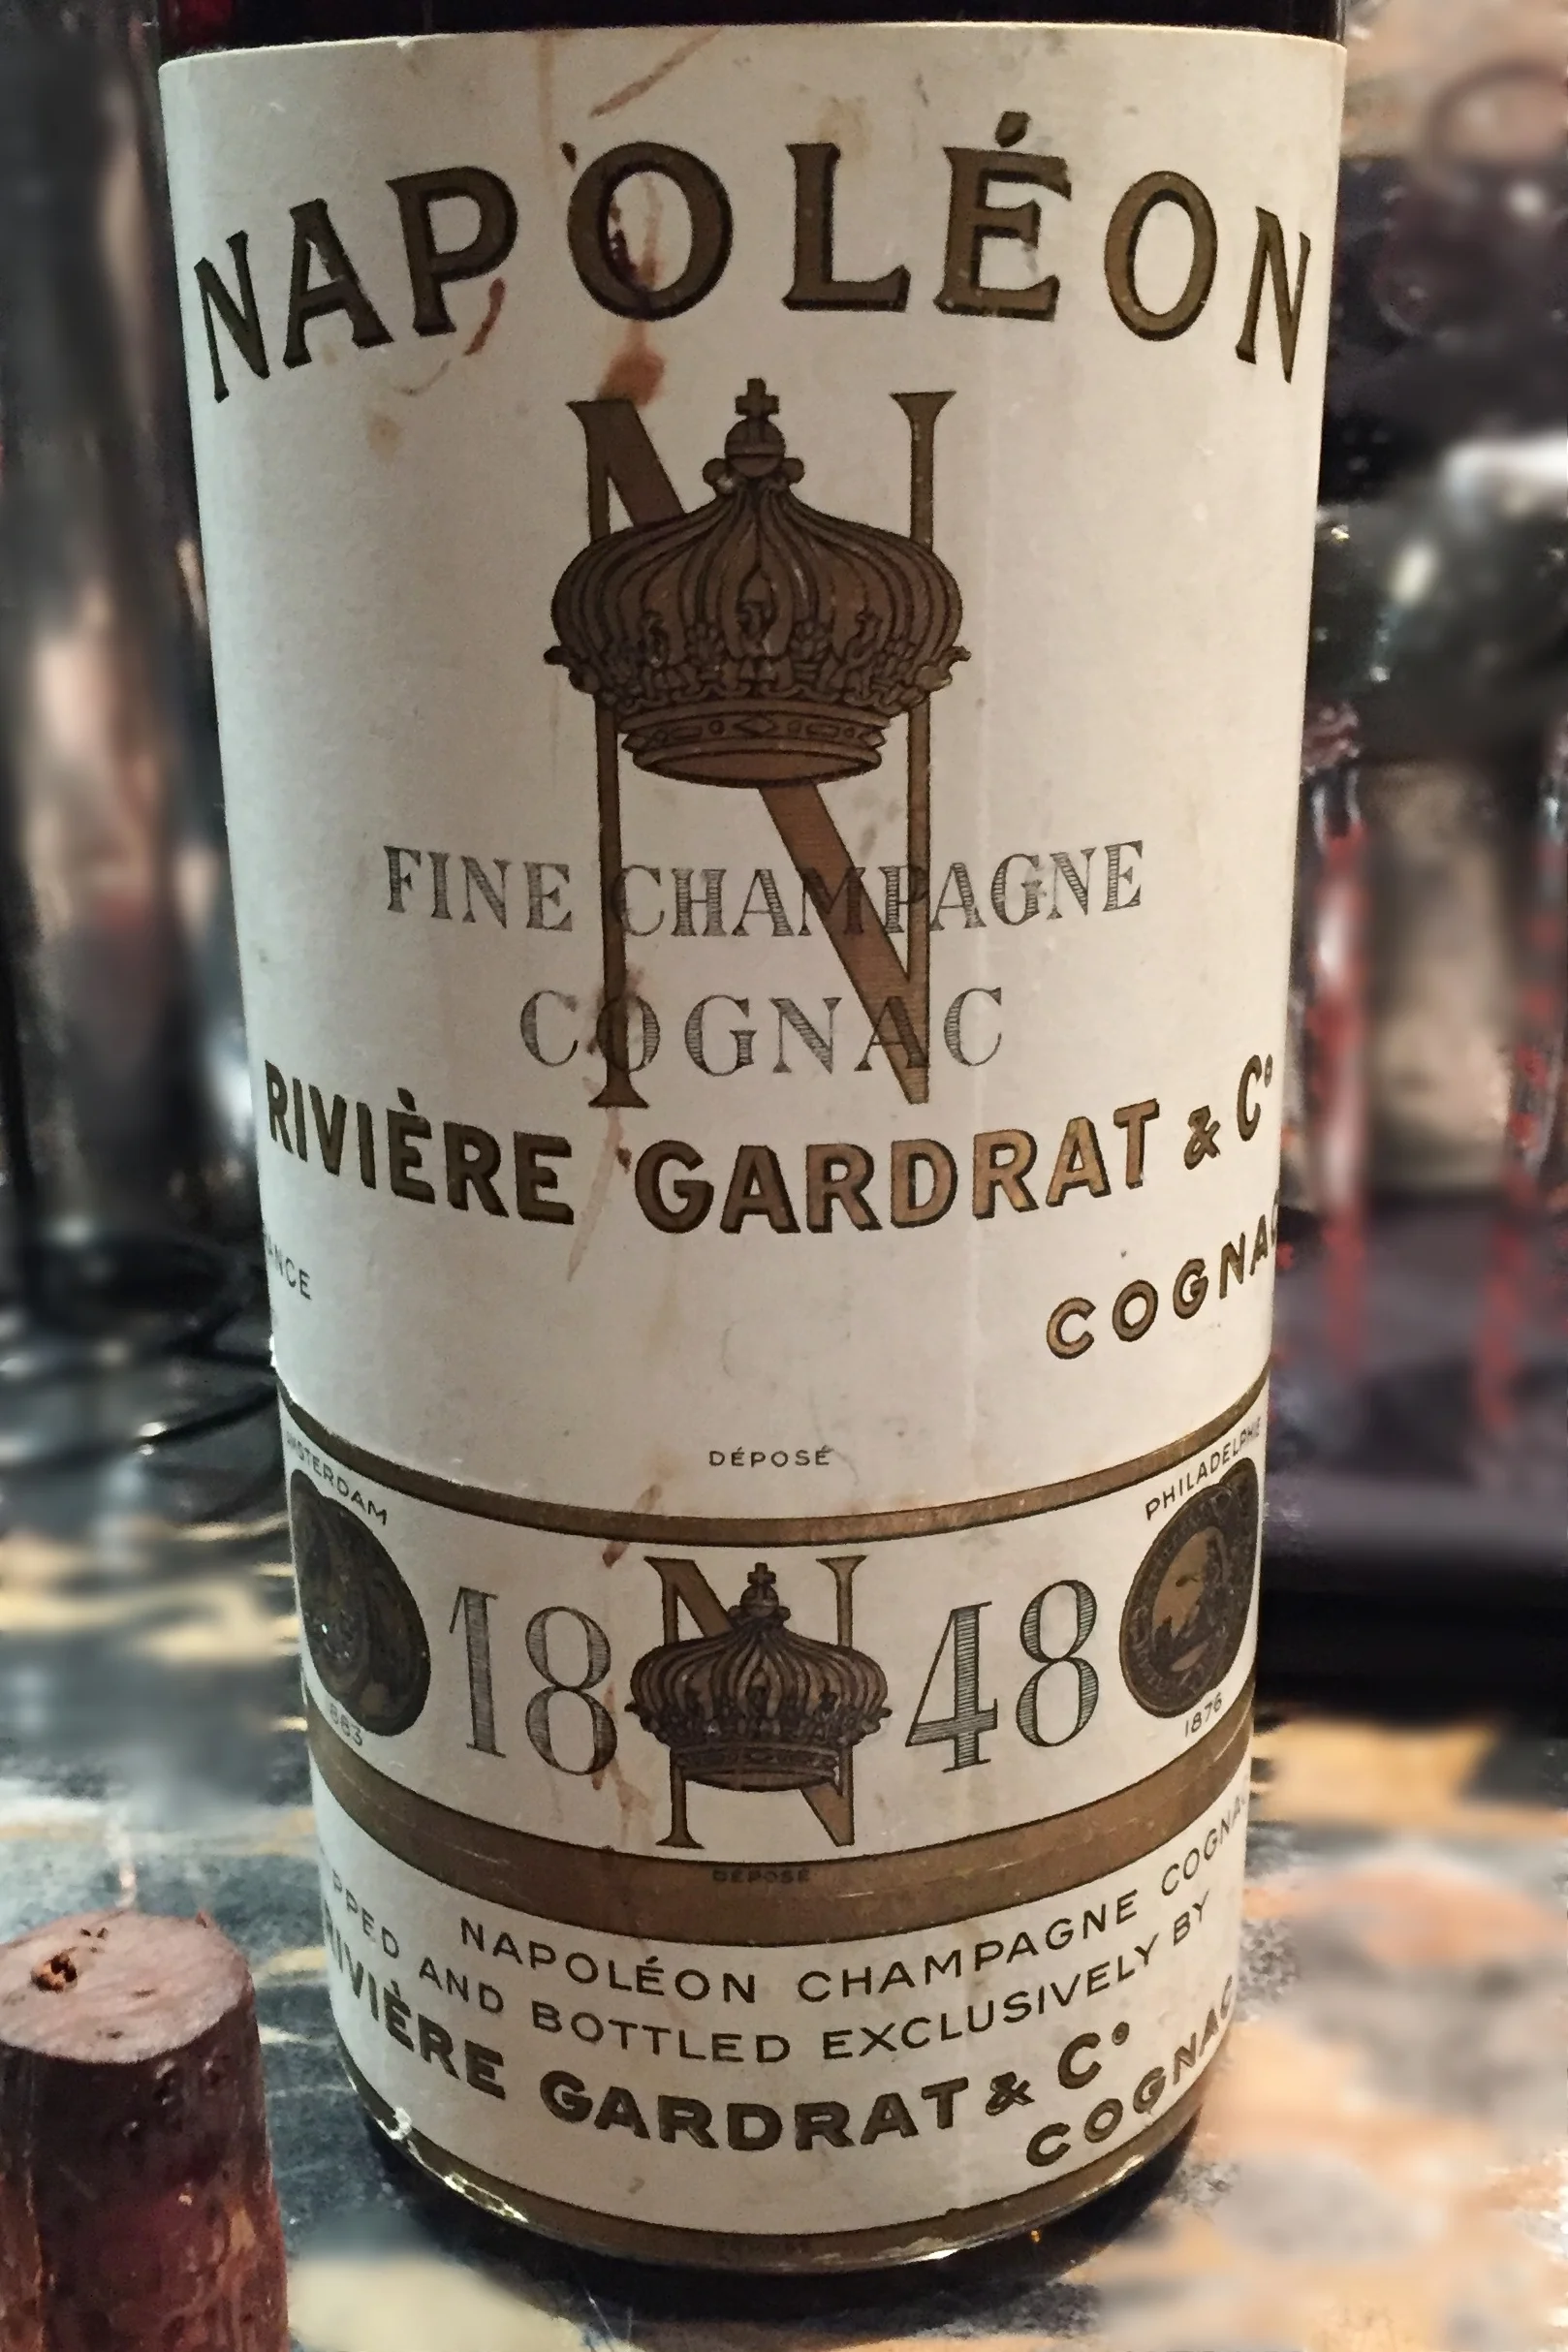 NAPOLÉON
N
FINE CHAMPAGNE
COGNAC
RIVIÈRE GARDRAT & Cº
COGNAC
DÉPOSÉ
PHILADELPHIE
18 N 48
1876
DÉPOSÉ
NAPOLÉON CHAMPAGNE COGNAC
AND BOTTLED EXCLUSIVELY BY
RIVIÈRE GARDRAT & Cº
COGNAC